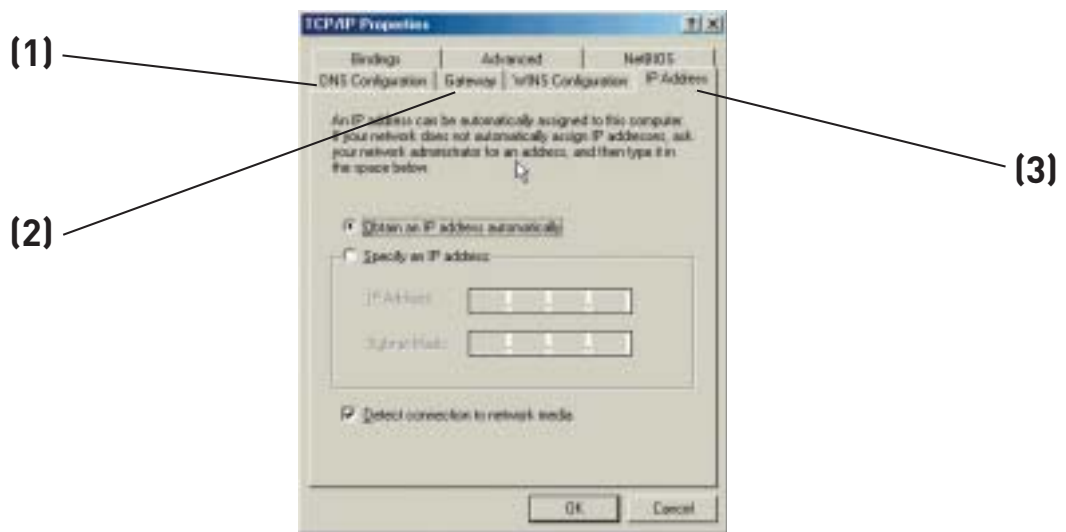 TCP/IP Properties
(1)
Bindings Advanced NetBIOS
DNS Configuration Gateway WINS Configuration IP Address
An IP address can be automatically assigned to this computer.
If your network does not automatically assign IP addresses, ask
your network administrator for an address, and then type it in
the space below.
(3)
(2)
Obtain an IP address automatically
Specify an IP address:
IP Address:
Subnet Mask:
Detect connection to network media
OK Cancel